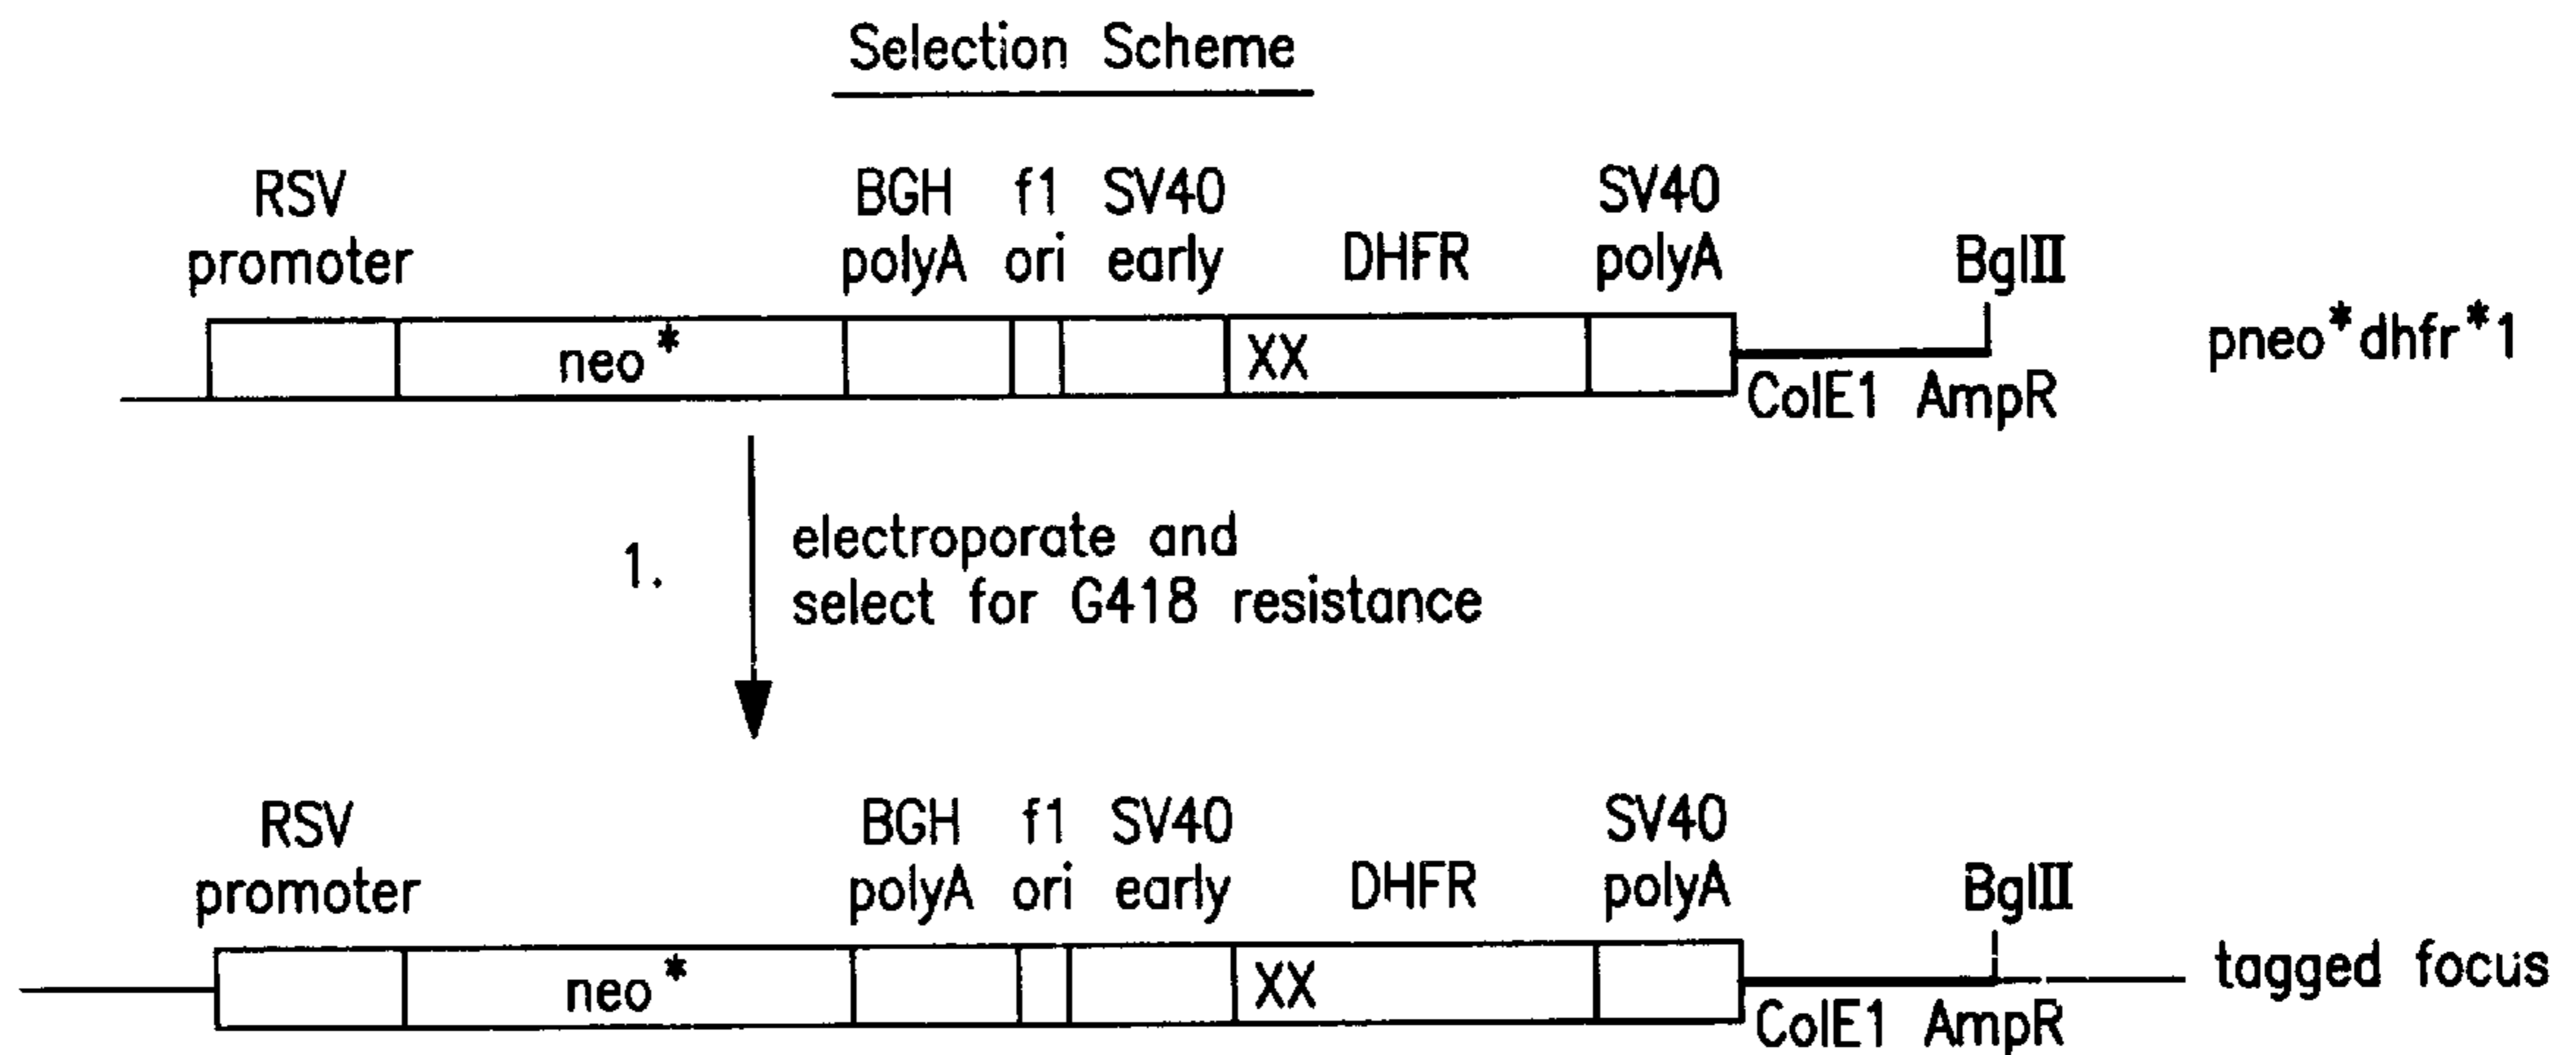 Selection Scheme
RSV promoter
BGH polyA
f1 ori
SV40 early
DHFR
SV40 polyA
BglII
neo*
XX
ColE1 AmpR
pneo*dhfr*1
1.
electroporate and
select for G418 resistance
RSV promoter
BGH polyA
f1 ori
SV40 early
DHFR
SV40 polyA
BglII
neo*
XX
ColE1 AmpR
tagged focus